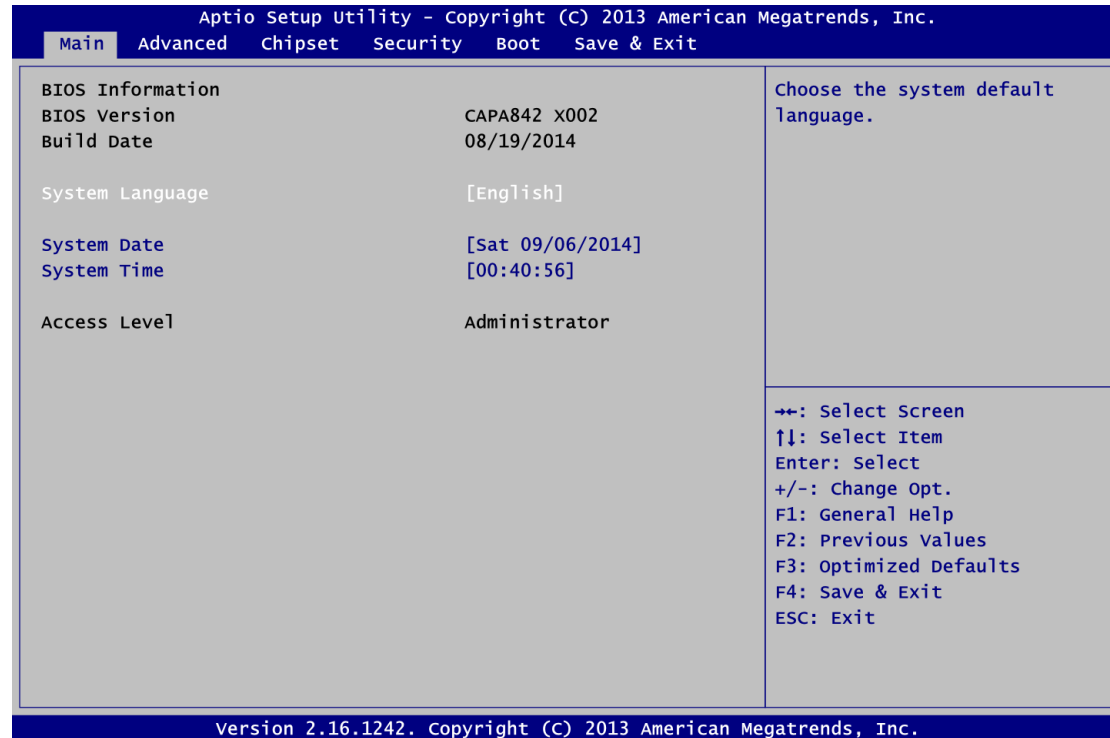 Aptio Setup Utility - Copyright (C) 2013 American Megatrends, Inc.
Main Advanced Chipset Security Boot Save & Exit
BIOS Information
BIOS Version CAPA842 X002
Build Date 08/19/2014
System Language [English]
System Date [Sat 09/06/2014]
System Time [00:40:56]
Access Level Administrator
Choose the system default
language.
→←: Select Screen
↑↓: Select Item
Enter: Select
+/-: Change Opt.
F1: General Help
F2: Previous Values
F3: Optimized Defaults
F4: Save & Exit
ESC: Exit
Version 2.16.1242. Copyright (C) 2013 American Megatrends, Inc.